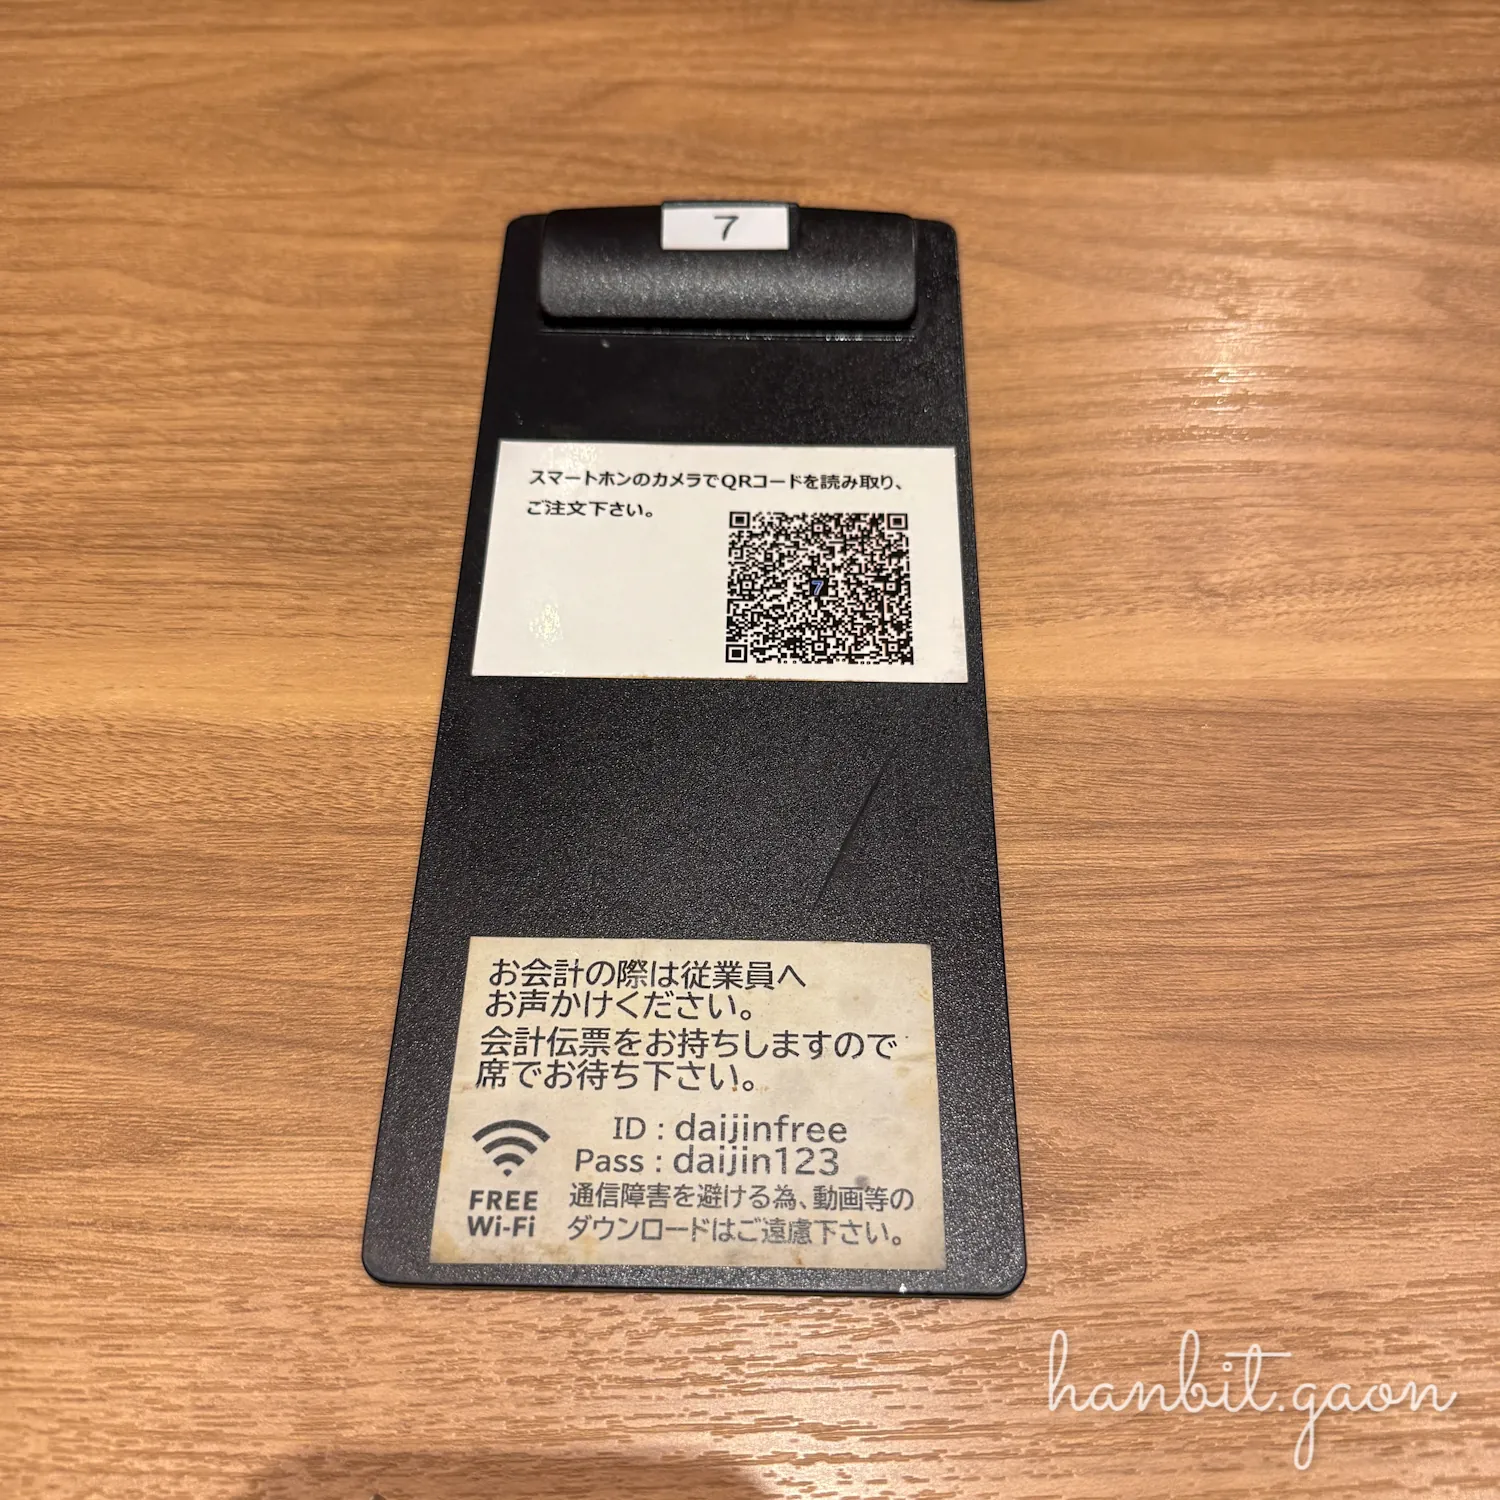 7
スマートホンのカメラでQRコードを読み取り、
ご注文下さい。
7
お会計の際は従業員へ
お声かけください。
会計伝票をお持ちしますので
席でお待ち下さい。
ID : daijinfree
Pass : daijin123
FREE
Wi-Fi
通信障害を避ける為、動画等の
ダウンロードはご遠慮下さい。
hanbit.gaon